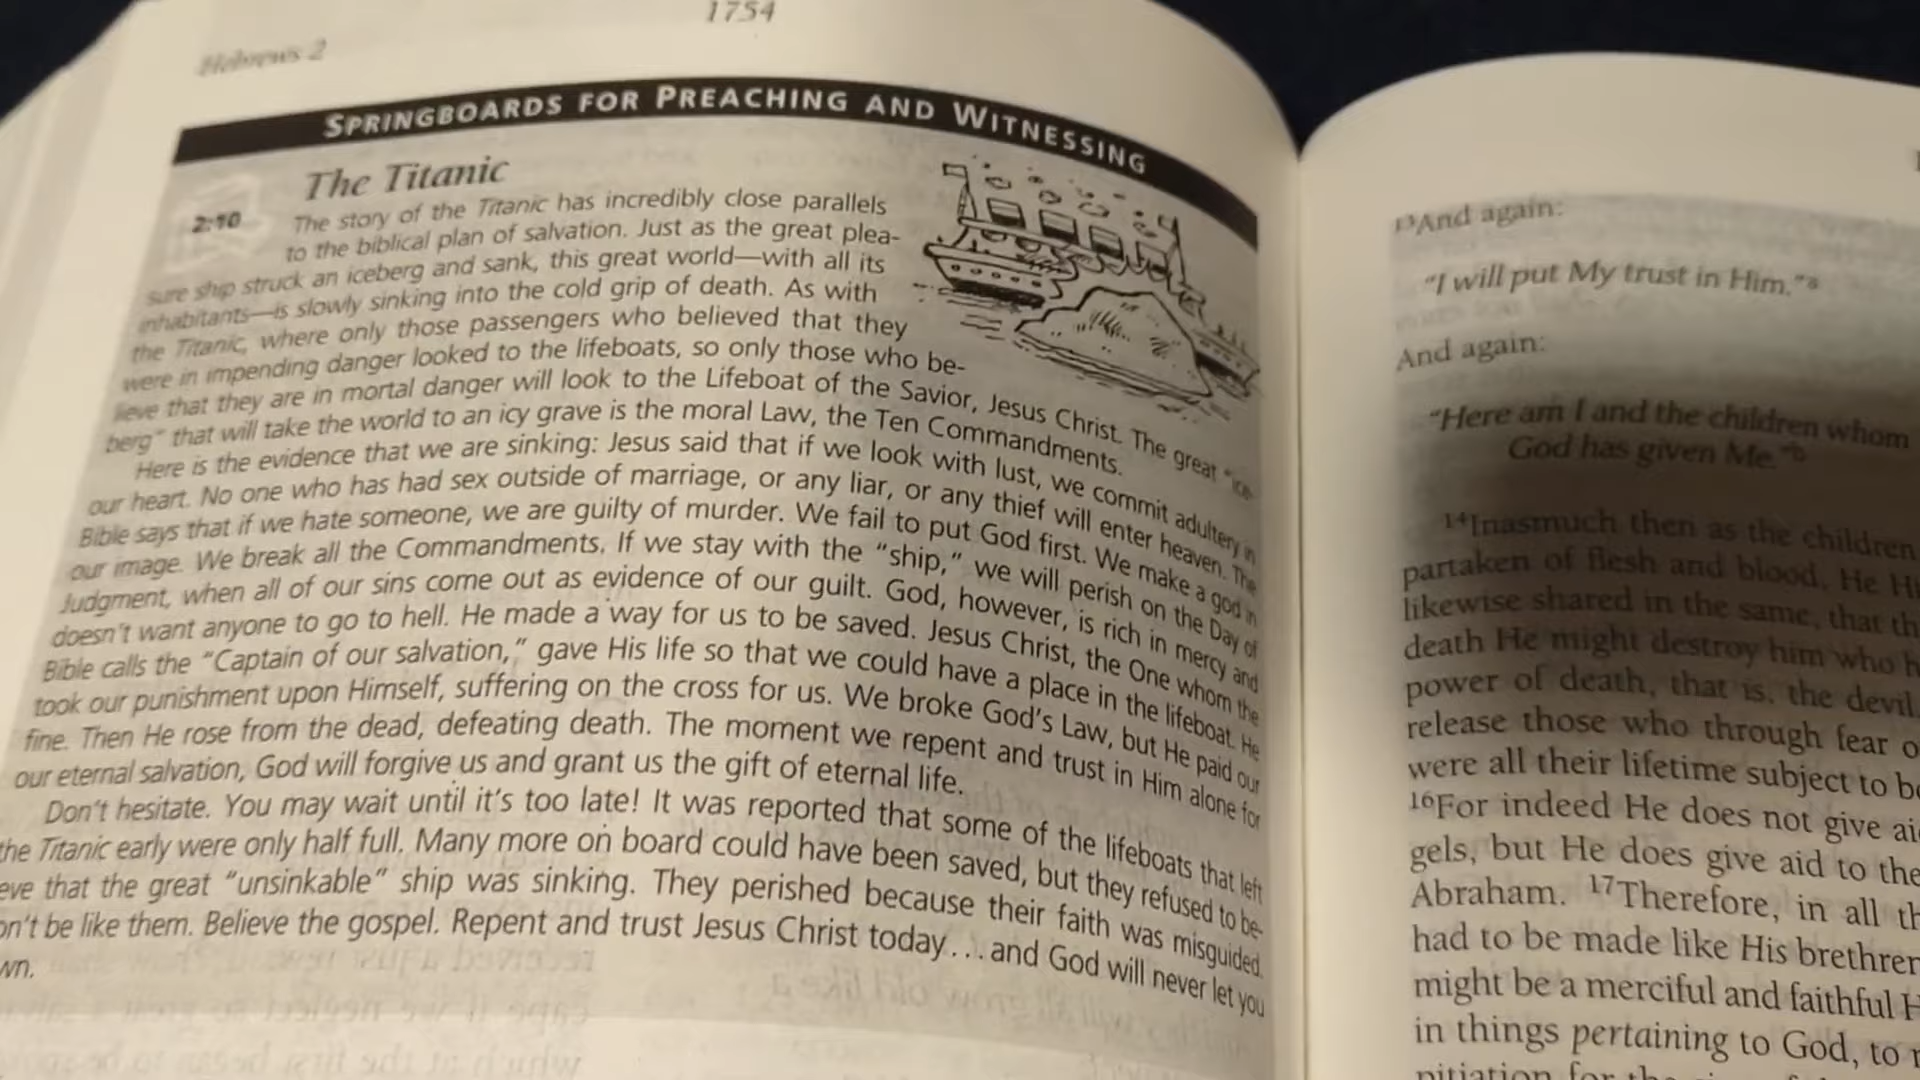 1754
Hebrews 2
SPRINGBOARDS FOR PREACHING AND WITNESSING
The Titanic
2:10
The story of the Titanic has incredibly close parallels
to the biblical plan of salvation. Just as the great plea-
sure ship struck an iceberg and sank, this great world—with all its
inhabitants—is slowly sinking into the cold grip of death. As with
the Titanic, where only those passengers who believed that they
were in impending danger looked to the lifeboats, so only those who be-
lieve that they are in mortal danger will look to the Lifeboat of the Savior, Jesus Christ. The great "ice-
berg" that will take the world to an icy grave is the moral Law, the Ten Commandments.
Here is the evidence that we are sinking: Jesus said that if we look with lust, we commit adultery in
our heart. No one who has had sex outside of marriage, or any liar, or any thief will enter heaven. The
Bible says that if we hate someone, we are guilty of murder. We fail to put God first. We make a god in
our image. We break all the Commandments. If we stay with the "ship," we will perish on the Day of
Judgment, when all of our sins come out as evidence of our guilt. God, however, is rich in mercy and
doesn't want anyone to go to hell. He made a way for us to be saved. Jesus Christ, the One whom the
Bible calls the "Captain of our salvation," gave His life so that we could have a place in the lifeboat. He
took our punishment upon Himself, suffering on the cross for us. We broke God's Law, but He paid our
fine. Then He rose from the dead, defeating death. The moment we repent and trust in Him alone for
our eternal salvation, God will forgive us and grant us the gift of eternal life.
Don't hesitate. You may wait until it's too late! It was reported that some of the lifeboats that left
the Titanic early were only half full. Many more on board could have been saved, but they refused to be-
eve that the great "unsinkable" ship was sinking. They perished because their faith was misguided.
on't be like them. Believe the gospel. Repent and trust Jesus Christ today...and God will never let you
wn.
13And again:
"I will put My trust in Him."a
And again:
"Here am I and the children whom
God has given Me."b
14Inasmuch then as the children
partaken of flesh and blood, He Hi
likewise shared in the same, that th
death He might destroy him who h
power of death, that is, the devil,
release those who through fear o
were all their lifetime subject to bo
16For indeed He does not give aid
gels, but He does give aid to the
Abraham. 17Therefore, in all th
had to be made like His brethren
might be a merciful and faithful H
in things pertaining to God, to